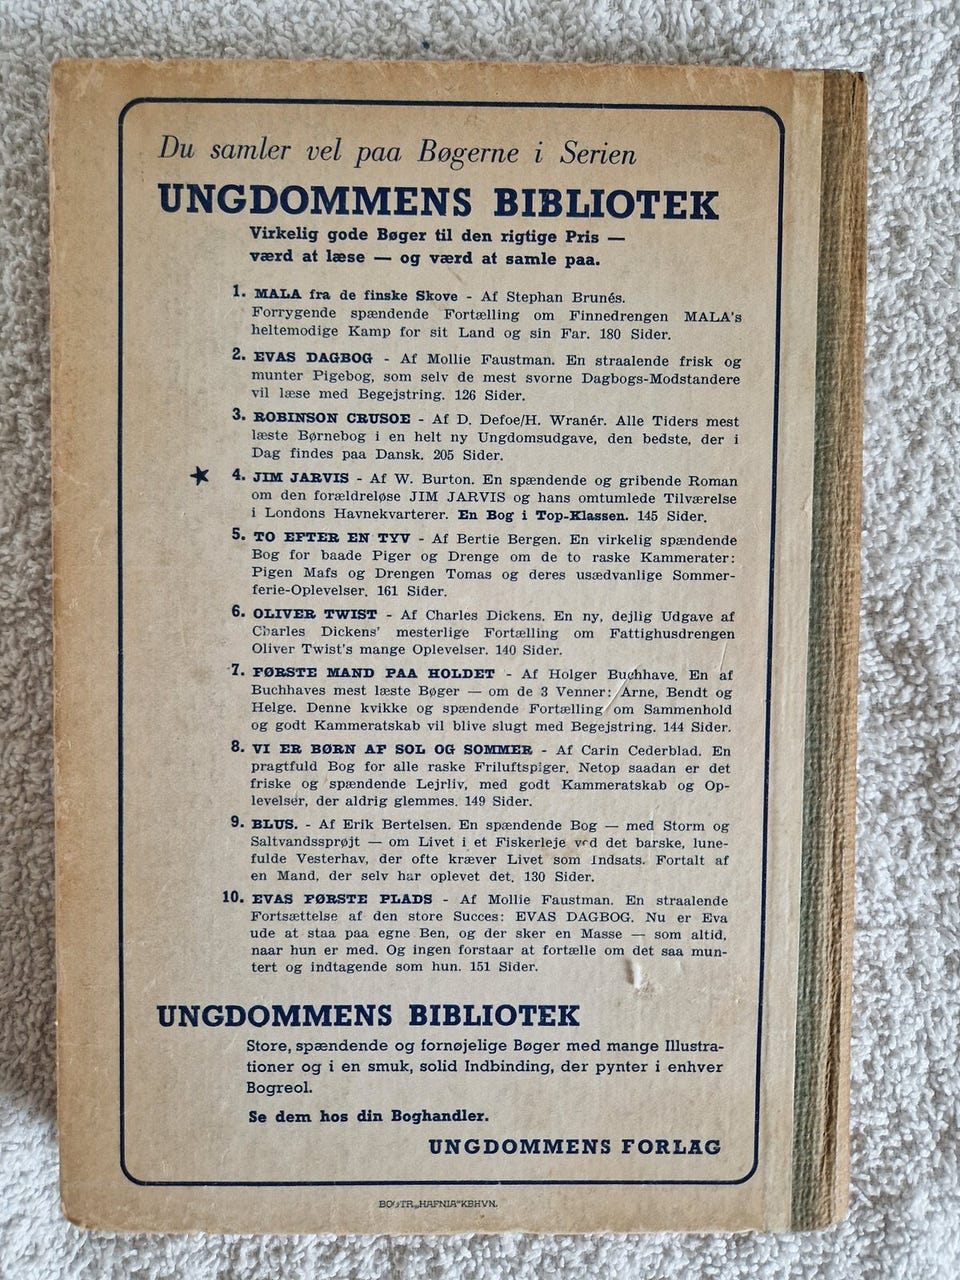 Du samler vel paa Bøgerne i Serien
UNGDOMMENS BIBLIOTEK
Virkelig gode Bøger til den rigtige Pris —
værd at læse — og værd at samle paa.
1. MALA fra de finske Skove - Af Stephan Brunés.
Forrygende spændende Fortælling om Finnedrengen MALA's
heltemodige Kamp for sit Land og sin Far. 180 Sider.
2. EVAS DAGBOG - Af Mollie Faustman. En straalende frisk og
munter Pigebog, som selv de mest svorne Dagbogs-Modstandere
vil læse med Begejstring. 126 Sider.
3. ROBINSON CRUSOE - Af D. Defoe/H. Wranér. Alle Tiders mest
læste Børnebog i en helt ny Ungdomsudgave, den bedste, der i
Dag findes paa Dansk. 205 Sider.
★ 4. JIM JARVIS - Af W. Burton. En spændende og gribende Roman
om den forældreløse JIM JARVIS og hans omtumlede Tilværelse
i Londons Havnekvarterer. En Bog i Top-Klassen. 145 Sider.
5. TO EFTER EN TYV - Af Bertie Bergen. En virkelig spændende
Bog for baade Piger og Drenge om de to raske Kammerater:
Pigen Mafs og Drengen Tomas og deres usædvanlige Sommer-
ferie-Oplevelser. 161 Sider.
6. OLIVER TWIST - Af Charles Dickens. En ny, dejlig Udgave af
Charles Dickens' mesterlige Fortælling om Fattighusdrengen
Oliver Twist's mange Oplevelser. 140 Sider.
7. FØRSTE MAND PAA HOLDET - Af Holger Buchhave. En af
Buchhaves mest læste Bøger — om de 3 Venner: Arne, Bendt og
Helge. Denne kvikke og spændende Fortælling om Sammenhold
og godt Kammeratskab vil blive slugt med Begejstring. 144 Sider.
8. VI ER BØRN AF SOL OG SOMMER - Af Carin Cederblad. En
pragtfuld Bog for alle raske Friluftspiger. Netop saadan er det
friske og spændende Lejrliv, med godt Kammeratskab og Op-
levelser, der aldrig glemmes. 149 Sider.
9. BLUS. - Af Erik Bertelsen. En spændende Bog — med Storm og
Saltvandssprøjt — om Livet i et Fiskerleje ved det barske, lune-
fulde Vesterhav, der ofte kræver Livet som Indsats. Fortalt af
en Mand, der selv har oplevet det. 130 Sider.
10. EVAS FØRSTE PLADS - Af Mollie Faustman. En straalende
Fortsættelse af den store Succes: EVAS DAGBOG. Nu er Eva
ude at staa paa egne Ben, og der sker en Masse — som altid,
naar hun er med. Og ingen forstaar at fortælle om det saa mun-
tert og indtagende som hun. 151 Sider.
UNGDOMMENS BIBLIOTEK
Store, spændende og fornøjelige Bøger med mange Illustra-
tioner og i en smuk, solid Indbinding, der pynter i enhver
Bogreol.
Se dem hos din Boghandler.
UNGDOMMENS FORLAG
BOGTR. „HAFNIA" KBHVN.